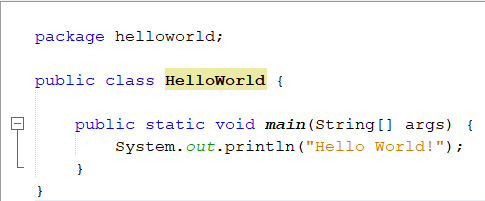 package helloworld;
public class HelloWorld {
public static void main(String[] args) {
System.out.println("Hello World!");
}
}